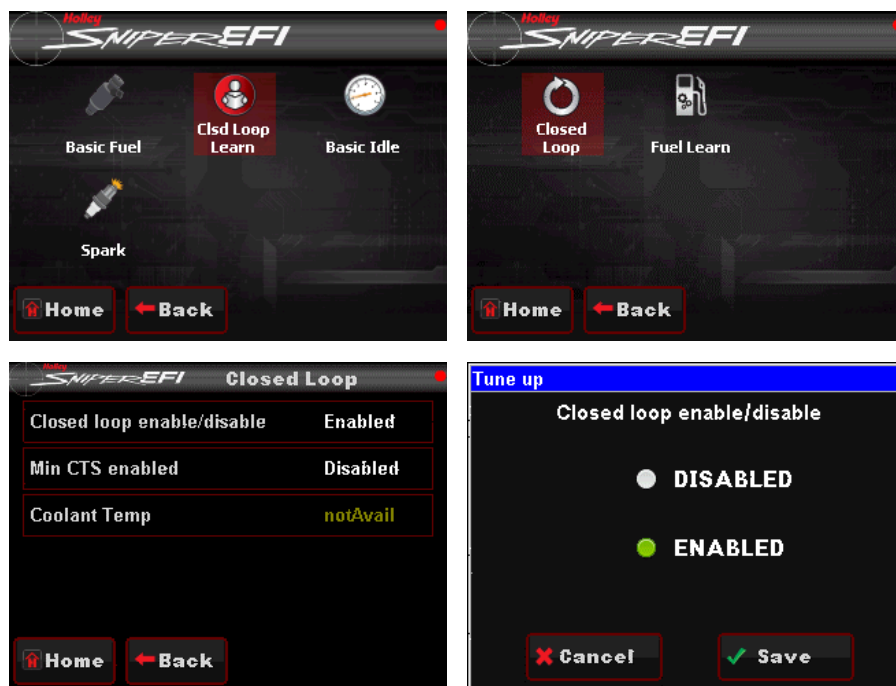 Holley
SNIPER EFI
Basic Fuel
Clsd Loop
Learn
Basic Idle
Spark
Home
Back
Holley
SNIPER EFI
Closed
Loop
Fuel Learn
Home
Back
Holley
SNIPER EFI Closed Loop
Closed loop enable/disable Enabled
Min CTS enabled Disabled
Coolant Temp notAvail
Home
Back
Tune up
Closed loop enable/disable
DISABLED
ENABLED
Cancel
Save